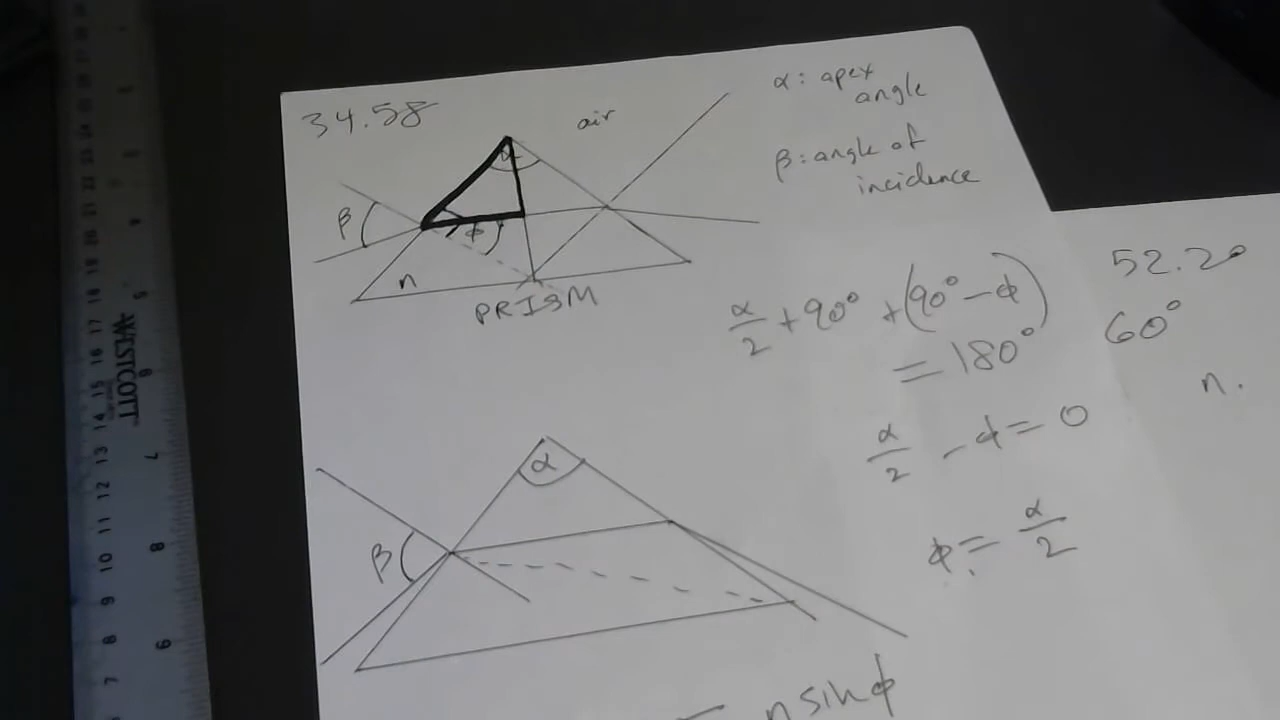 34.58
air
α
β
φ
n
PRISM
α: apex
angle
β: angle of
incidence
α/2 + 90° + (90° - φ)
= 180°
α/2 - φ = 0
φ = α/2
52.2°
60°
n.
α
β
= n sin φ
WESTCOTT